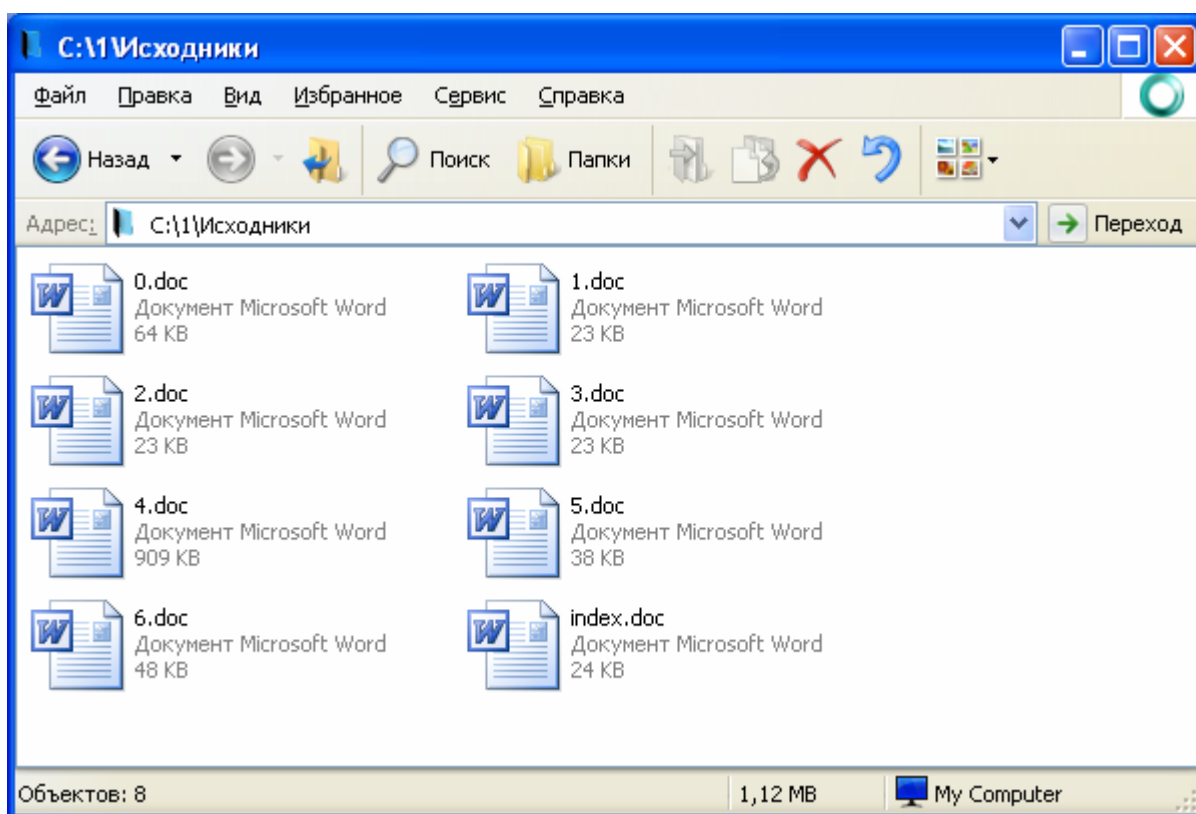 C:\1\Исходники
Файл Правка Вид Избранное Сервис Справка
Назад Поиск Папки
Адрес: C:\1\Исходники Переход
0.doc
Документ Microsoft Word
64 KB
1.doc
Документ Microsoft Word
23 KB
2.doc
Документ Microsoft Word
23 KB
3.doc
Документ Microsoft Word
23 KB
4.doc
Документ Microsoft Word
909 KB
5.doc
Документ Microsoft Word
38 KB
6.doc
Документ Microsoft Word
48 KB
index.doc
Документ Microsoft Word
24 KB
Объектов: 8 1,12 MB My Computer